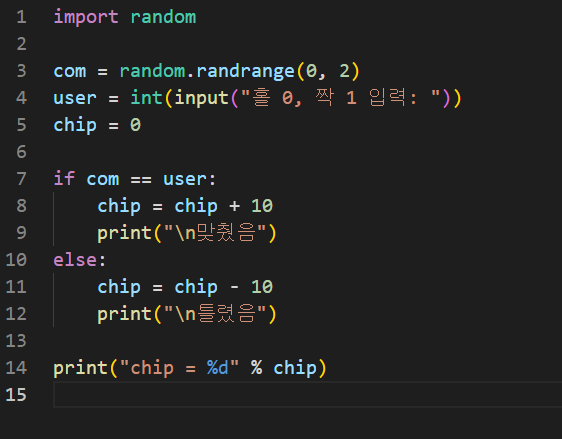 1 import random
2
3 com = random.randrange(0, 2)
4 user = int(input("홀 0, 짝 1 입력: "))
5 chip = 0
6
7 if com == user:
8     chip = chip + 10
9     print("\n맞췄음")
10 else:
11     chip = chip - 10
12     print("\n틀렸음")
13
14 print("chip = %d" % chip)
15